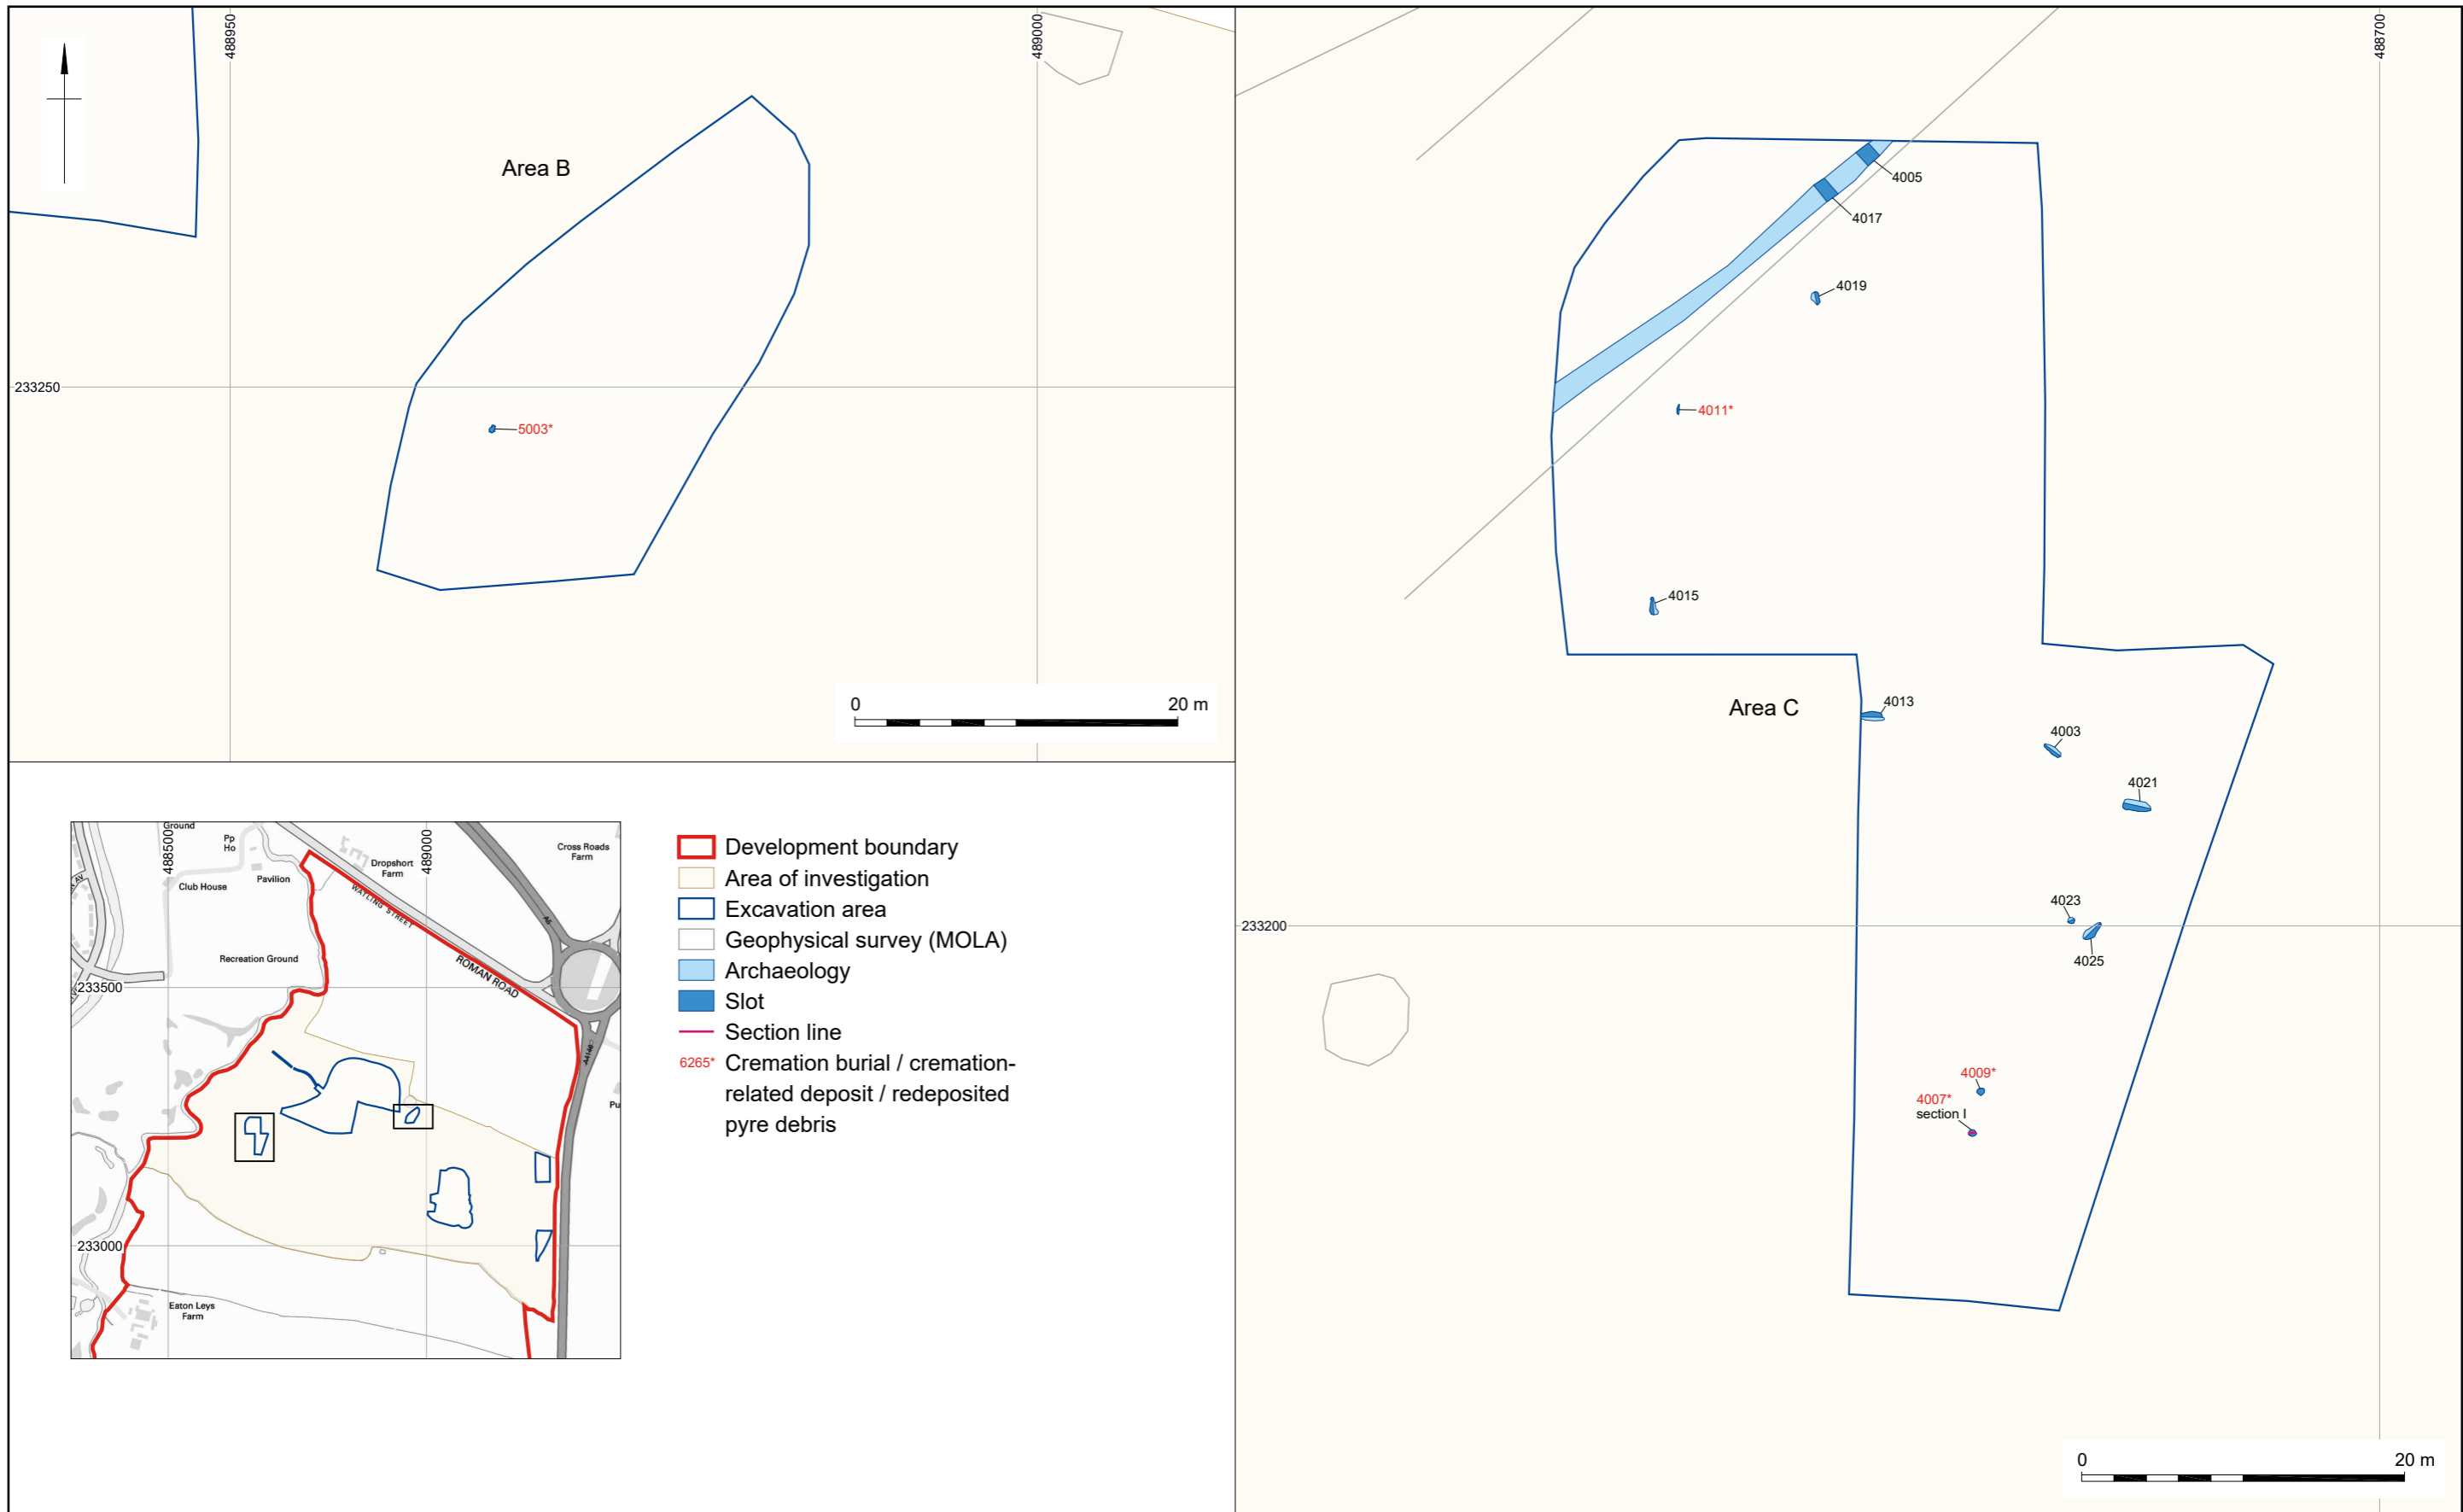 488950
489000
Area B
233250
5003*
0
20 m
488700
4005
4017
4019
4011*
4015
Area C
4013
4003
4021
4023
233200
4025
4009*
4007*
section I
0
20 m
Ground
Pp
Ho
488500
489000
Cross Roads
Farm
Dropshort
Farm
Pavilion
Club House
WATLING STREET
A5
Recreation Ground
ROMAN ROAD
233500
A4146
Pu
233000
Eaton Leys
Farm
Development boundary
Area of investigation
Excavation area
Geophysical survey (MOLA)
Archaeology
Slot
Section line
6265* Cremation burial / cremation-
related deposit / redeposited
pyre debris